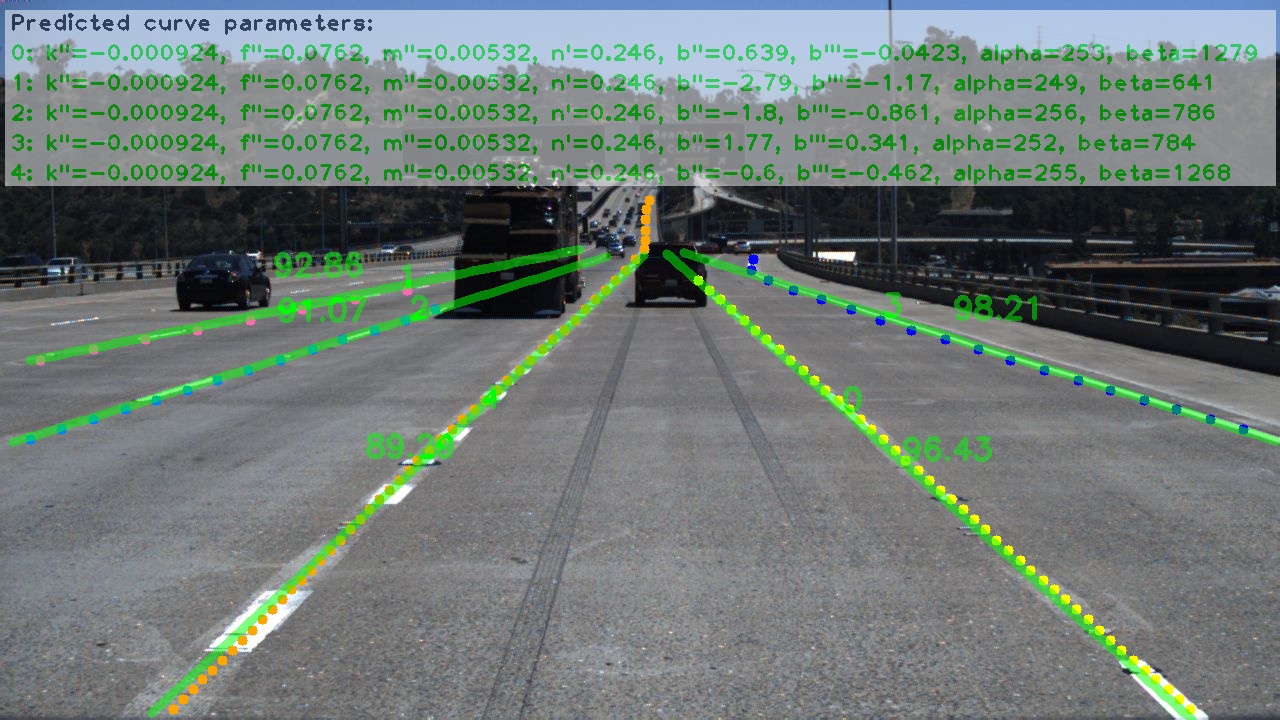 Predicted curve parameters:
0: k''=-0.000924, f''=0.0762, m''=0.00532, n'=0.246, b''=0.639, b'''=-0.0423, alpha=253, beta=1279
1: k''=-0.000924, f''=0.0762, m''=0.00532, n'=0.246, b''=-2.79, b'''=-1.17, alpha=249, beta=641
2: k''=-0.000924, f''=0.0762, m''=0.00532, n'=0.246, b''=-1.8, b'''=-0.861, alpha=256, beta=786
3: k''=-0.000924, f''=0.0762, m''=0.00532, n'=0.246, b''=1.77, b'''=0.341, alpha=252, beta=784
4: k''=-0.000924, f''=0.0762, m''=0.00532, n'=0.246, b''=-0.6, b'''=-0.462, alpha=255, beta=1268
92.86 1
91.07 2 3 98.21
4 0
89.29 96.43